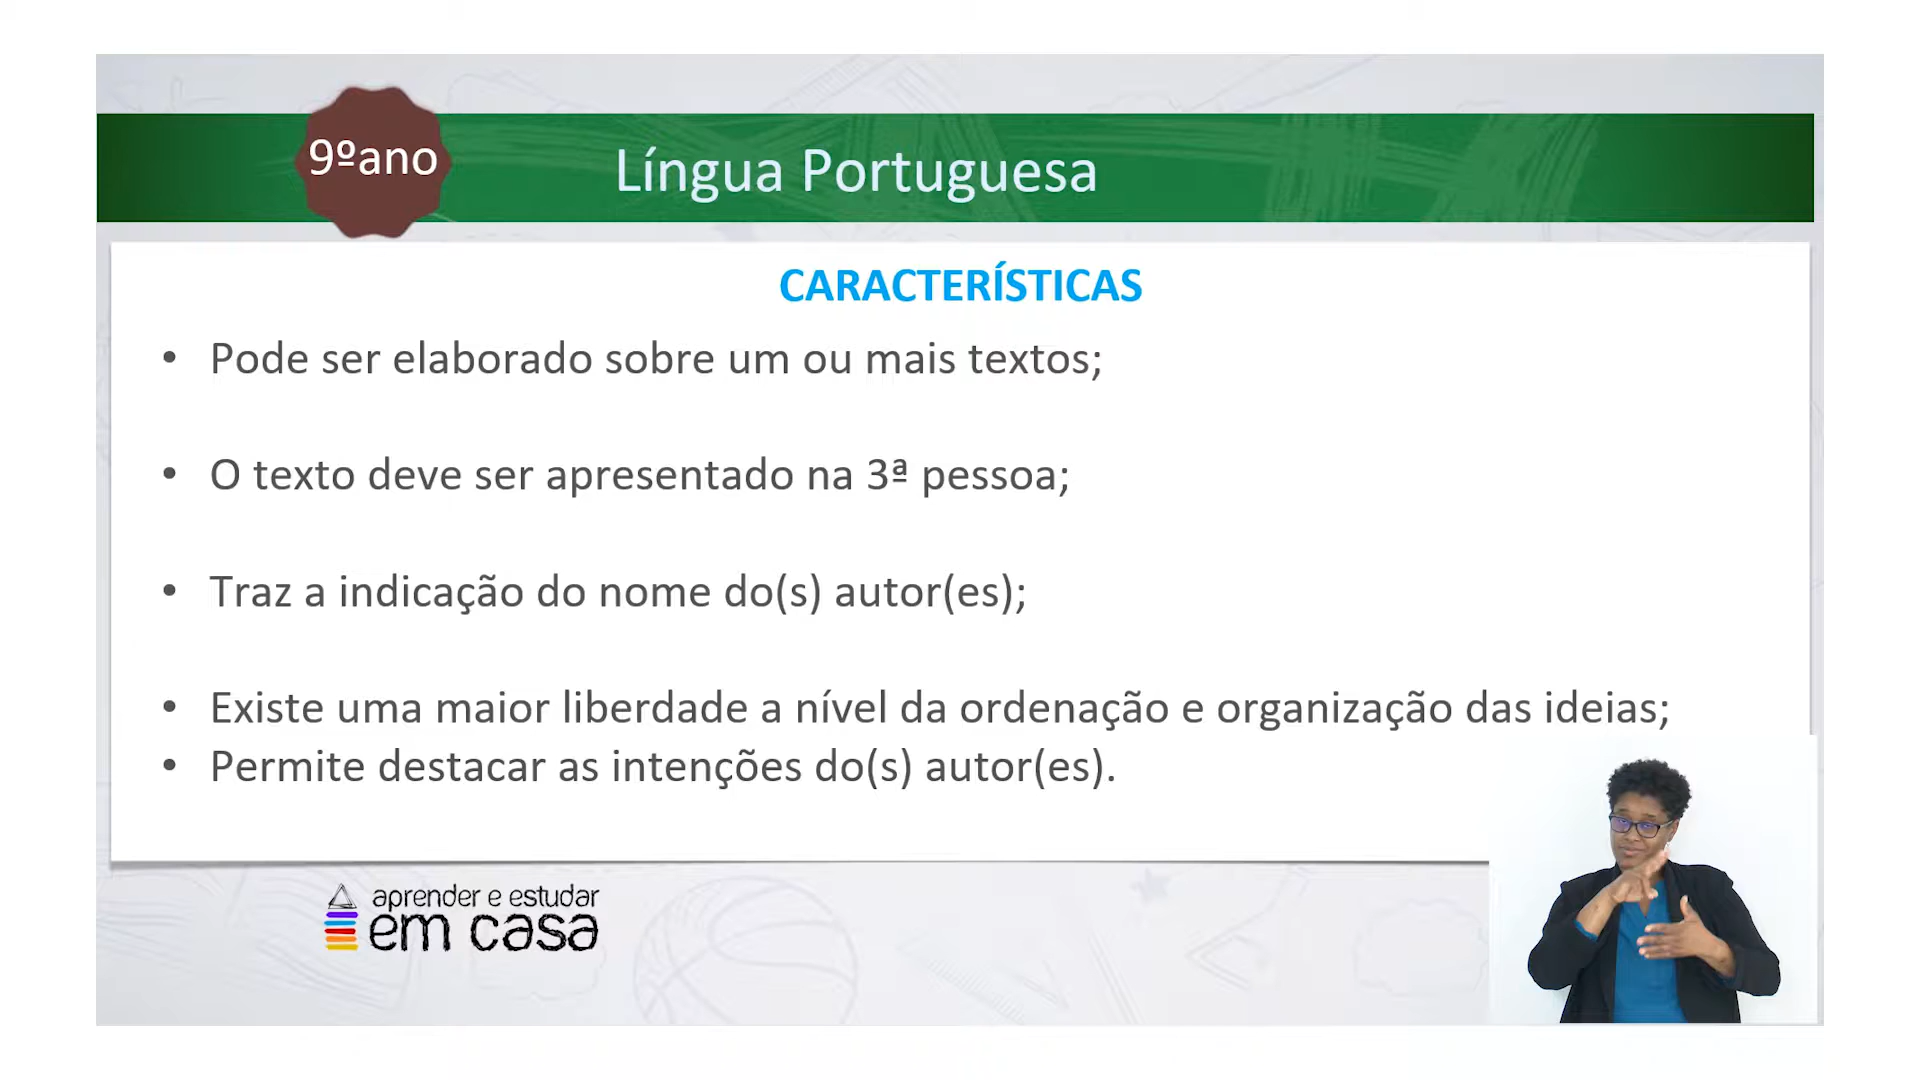 9ºano
Língua Portuguesa
CARACTERÍSTICAS
• Pode ser elaborado sobre um ou mais textos;
• O texto deve ser apresentado na 3ª pessoa;
• Traz a indicação do nome do(s) autor(es);
• Existe uma maior liberdade a nível da ordenação e organização das ideias;
• Permite destacar as intenções do(s) autor(es).
aprender e estudar
em casa